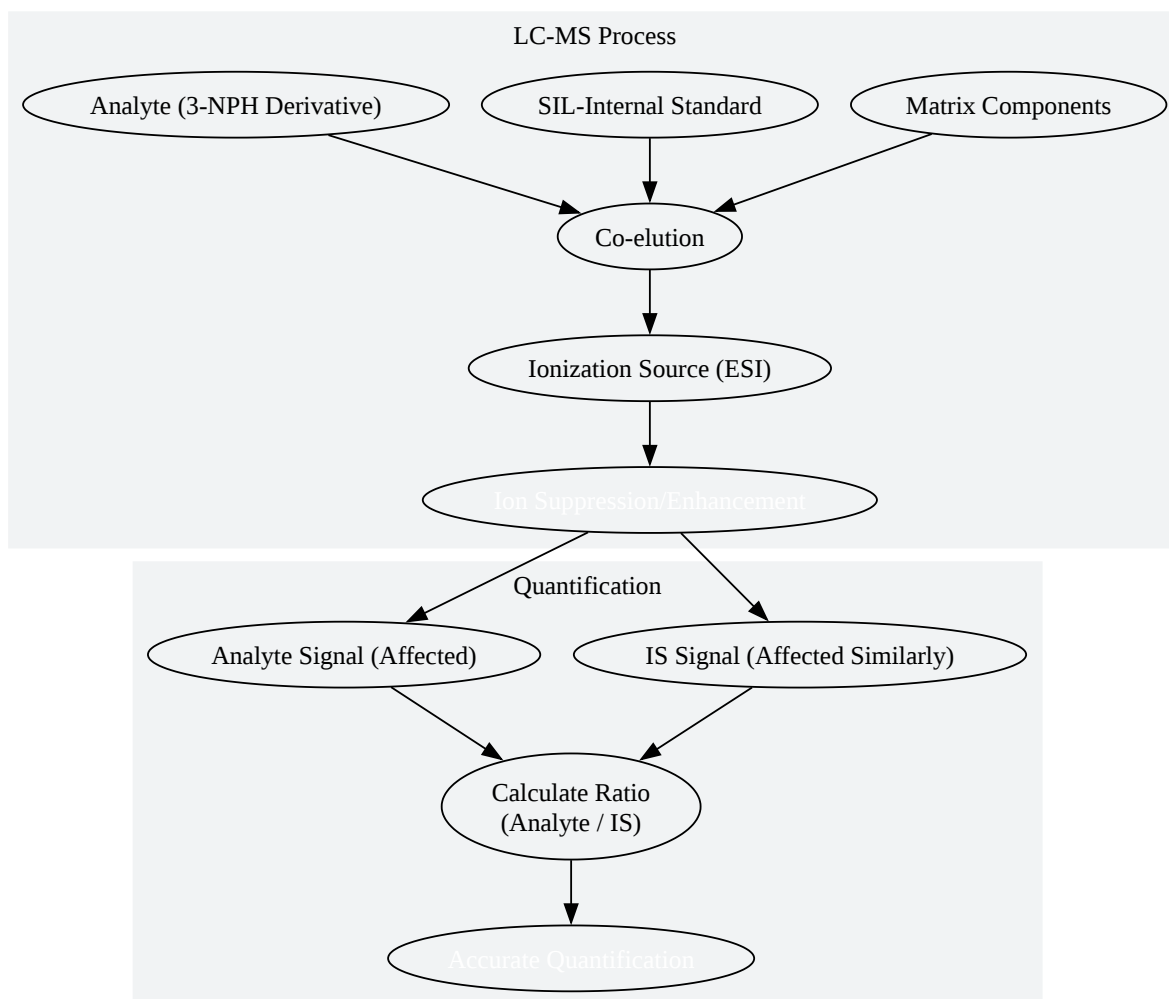 LC-MS Process
Analyte (3-NPH Derivative)
SIL-Internal Standard
Matrix Components
Co-elution
Ionization Source (ESI)
Ion Suppression/Enhancement
Quantification
Analyte Signal (Affected)
IS Signal (Affected Similarly)
Calculate Ratio
(Analyte / IS)
Accurate Quantification